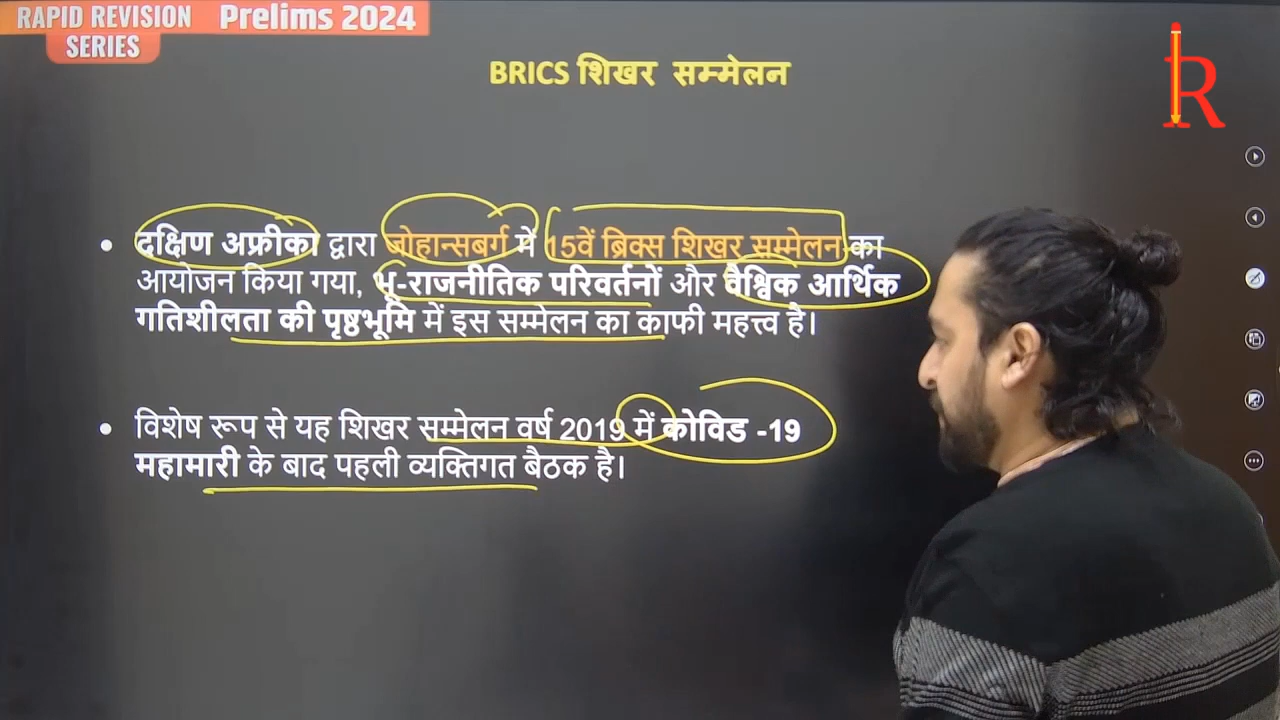 RAPID REVISION
SERIES
Prelims 2024
R
BRICS शिखर सम्मेलन
• दक्षिण अफ्रीका द्वारा जोहान्सबर्ग में 15वें ब्रिक्स शिखर सम्मेलन का
आयोजन किया गया, भू-राजनीतिक परिवर्तनों और वैश्विक आर्थिक
गतिशीलता की पृष्ठभूमि में इस सम्मेलन का काफी महत्त्व है।
• विशेष रूप से यह शिखर सम्मेलन वर्ष 2019 में कोविड -19
महामारी के बाद पहली व्यक्तिगत बैठक है।